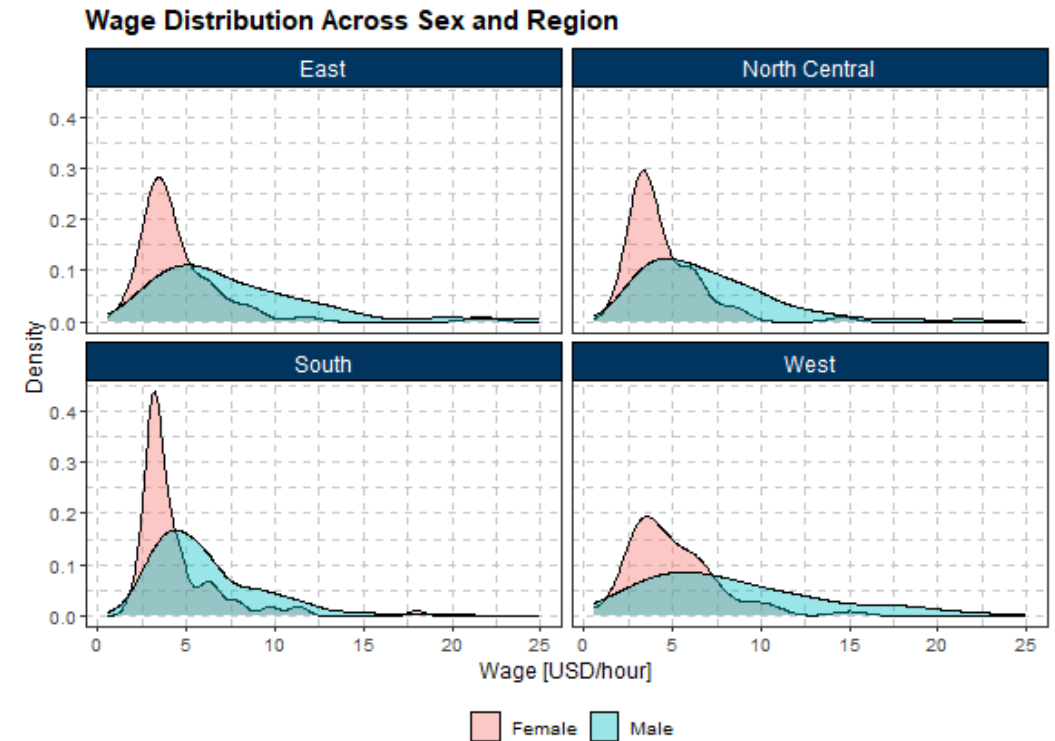 Wage Distribution Across Sex and Region
East
North Central
0.4
0.3
0.2
0.1
0.0
South
West
0.4
0.3
0.2
0.1
0.0
0 5 10 15 20 25
0 5 10 15 20 25
Density
Wage [USD/hour]
Female Male